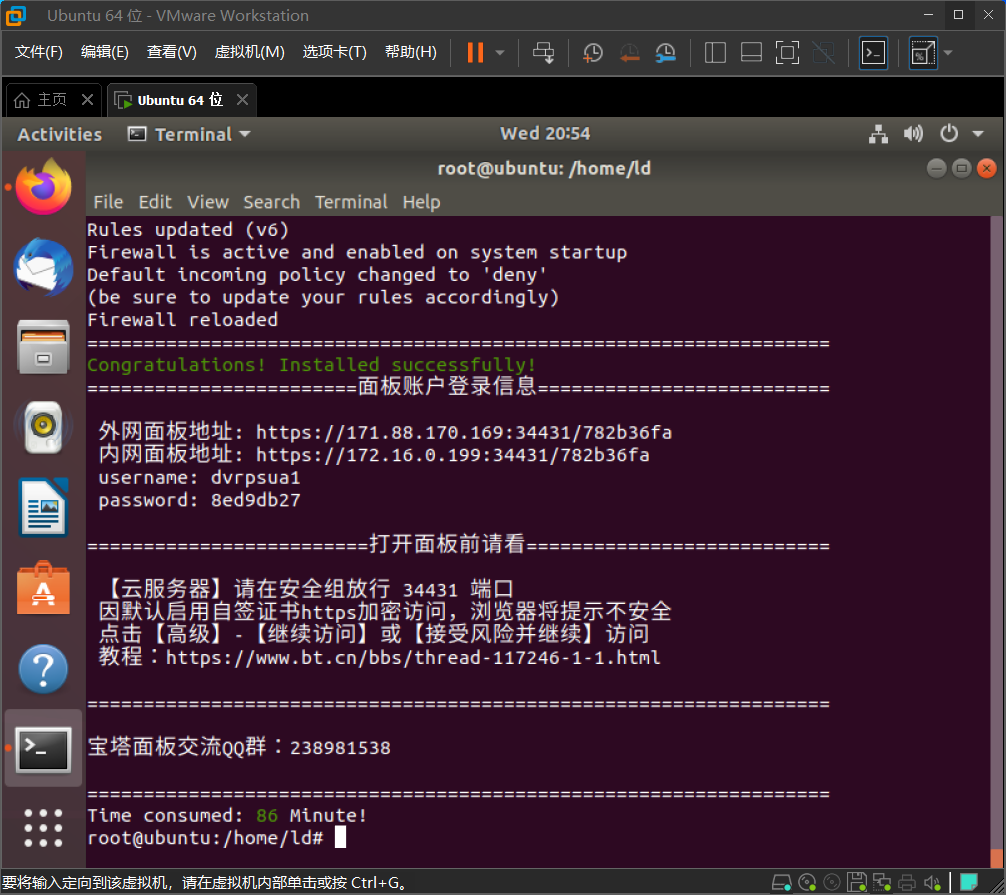 Ubuntu 64 位 - VMware Workstation
文件(F) 编辑(E) 查看(V) 虚拟机(M) 选项卡(T) 帮助(H)
主页 Ubuntu 64 位
Activities Terminal Wed 20:54
root@ubuntu: /home/ld
File Edit View Search Terminal Help
Rules updated (v6)
Firewall is active and enabled on system startup
Default incoming policy changed to 'deny'
(be sure to update your rules accordingly)
Firewall reloaded
==================================================================
Congratulations! Installed successfully!
========================面板账户登录信息==========================
外网面板地址: https://171.88.170.169:34431/782b36fa
内网面板地址: https://172.16.0.199:34431/782b36fa
username: dvrpsua1
password: 8ed9db27
=========================打开面板前请看===========================
【云服务器】请在安全组放行 34431 端口
因默认启用自签证书https加密访问，浏览器将提示不安全
点击【高级】-【继续访问】或【接受风险并继续】访问
教程：https://www.bt.cn/bbs/thread-117246-1-1.html
==================================================================
宝塔面板交流QQ群：238981538
==================================================================
Time consumed: 86 Minute!
root@ubuntu:/home/ld#
要将输入定向到该虚拟机，请在虚拟机内部单击或按 Ctrl+G。